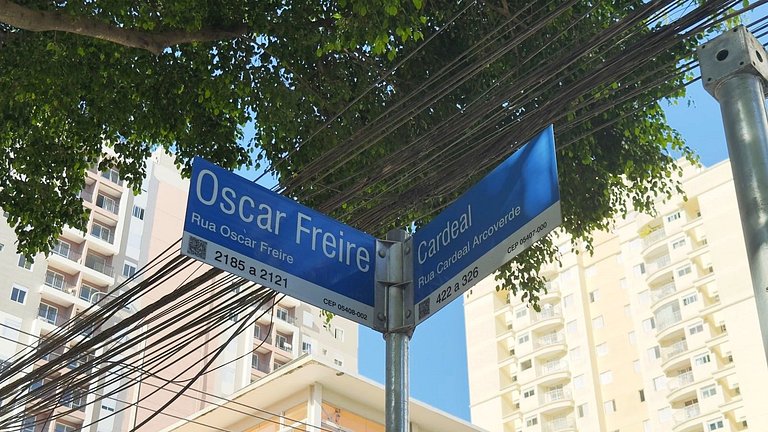 Oscar Freire
Rua Oscar Freire
2185 a 2121
CEP 05409-002
Cardeal
Rua Cardeal Arcoverde
422 a 326
CEP 05407-000